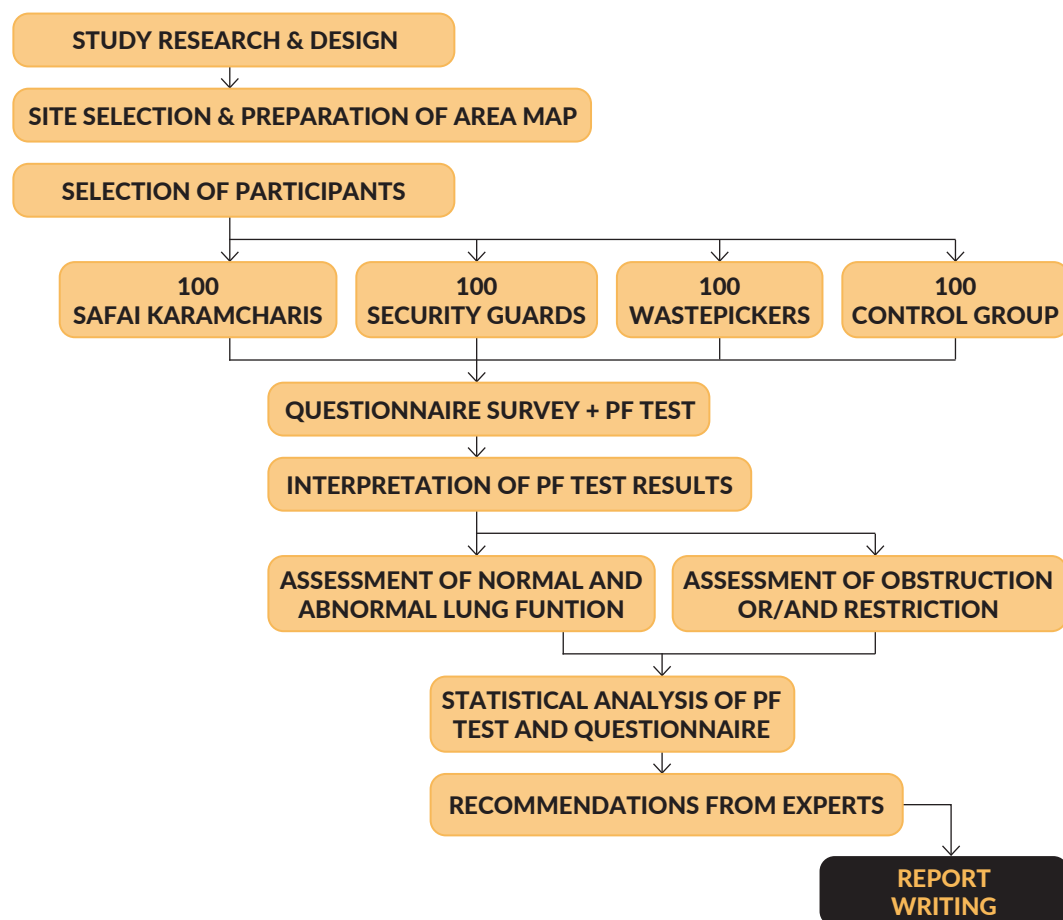 STUDY RESEARCH & DESIGN
SITE SELECTION & PREPARATION OF AREA MAP
SELECTION OF PARTICIPANTS
100
SAFAI KARAMCHARIS
100
SECURITY GUARDS
100
WASTEPICKERS
100
CONTROL GROUP
QUESTIONNAIRE SURVEY + PF TEST
INTERPRETATION OF PF TEST RESULTS
ASSESSMENT OF NORMAL AND
ABNORMAL LUNG FUNTION
ASSESSMENT OF OBSTRUCTION
OR/AND RESTRICTION
STATISTICAL ANALYSIS OF PF
TEST AND QUESTIONNAIRE
RECOMMENDATIONS FROM EXPERTS
REPORT
WRITING